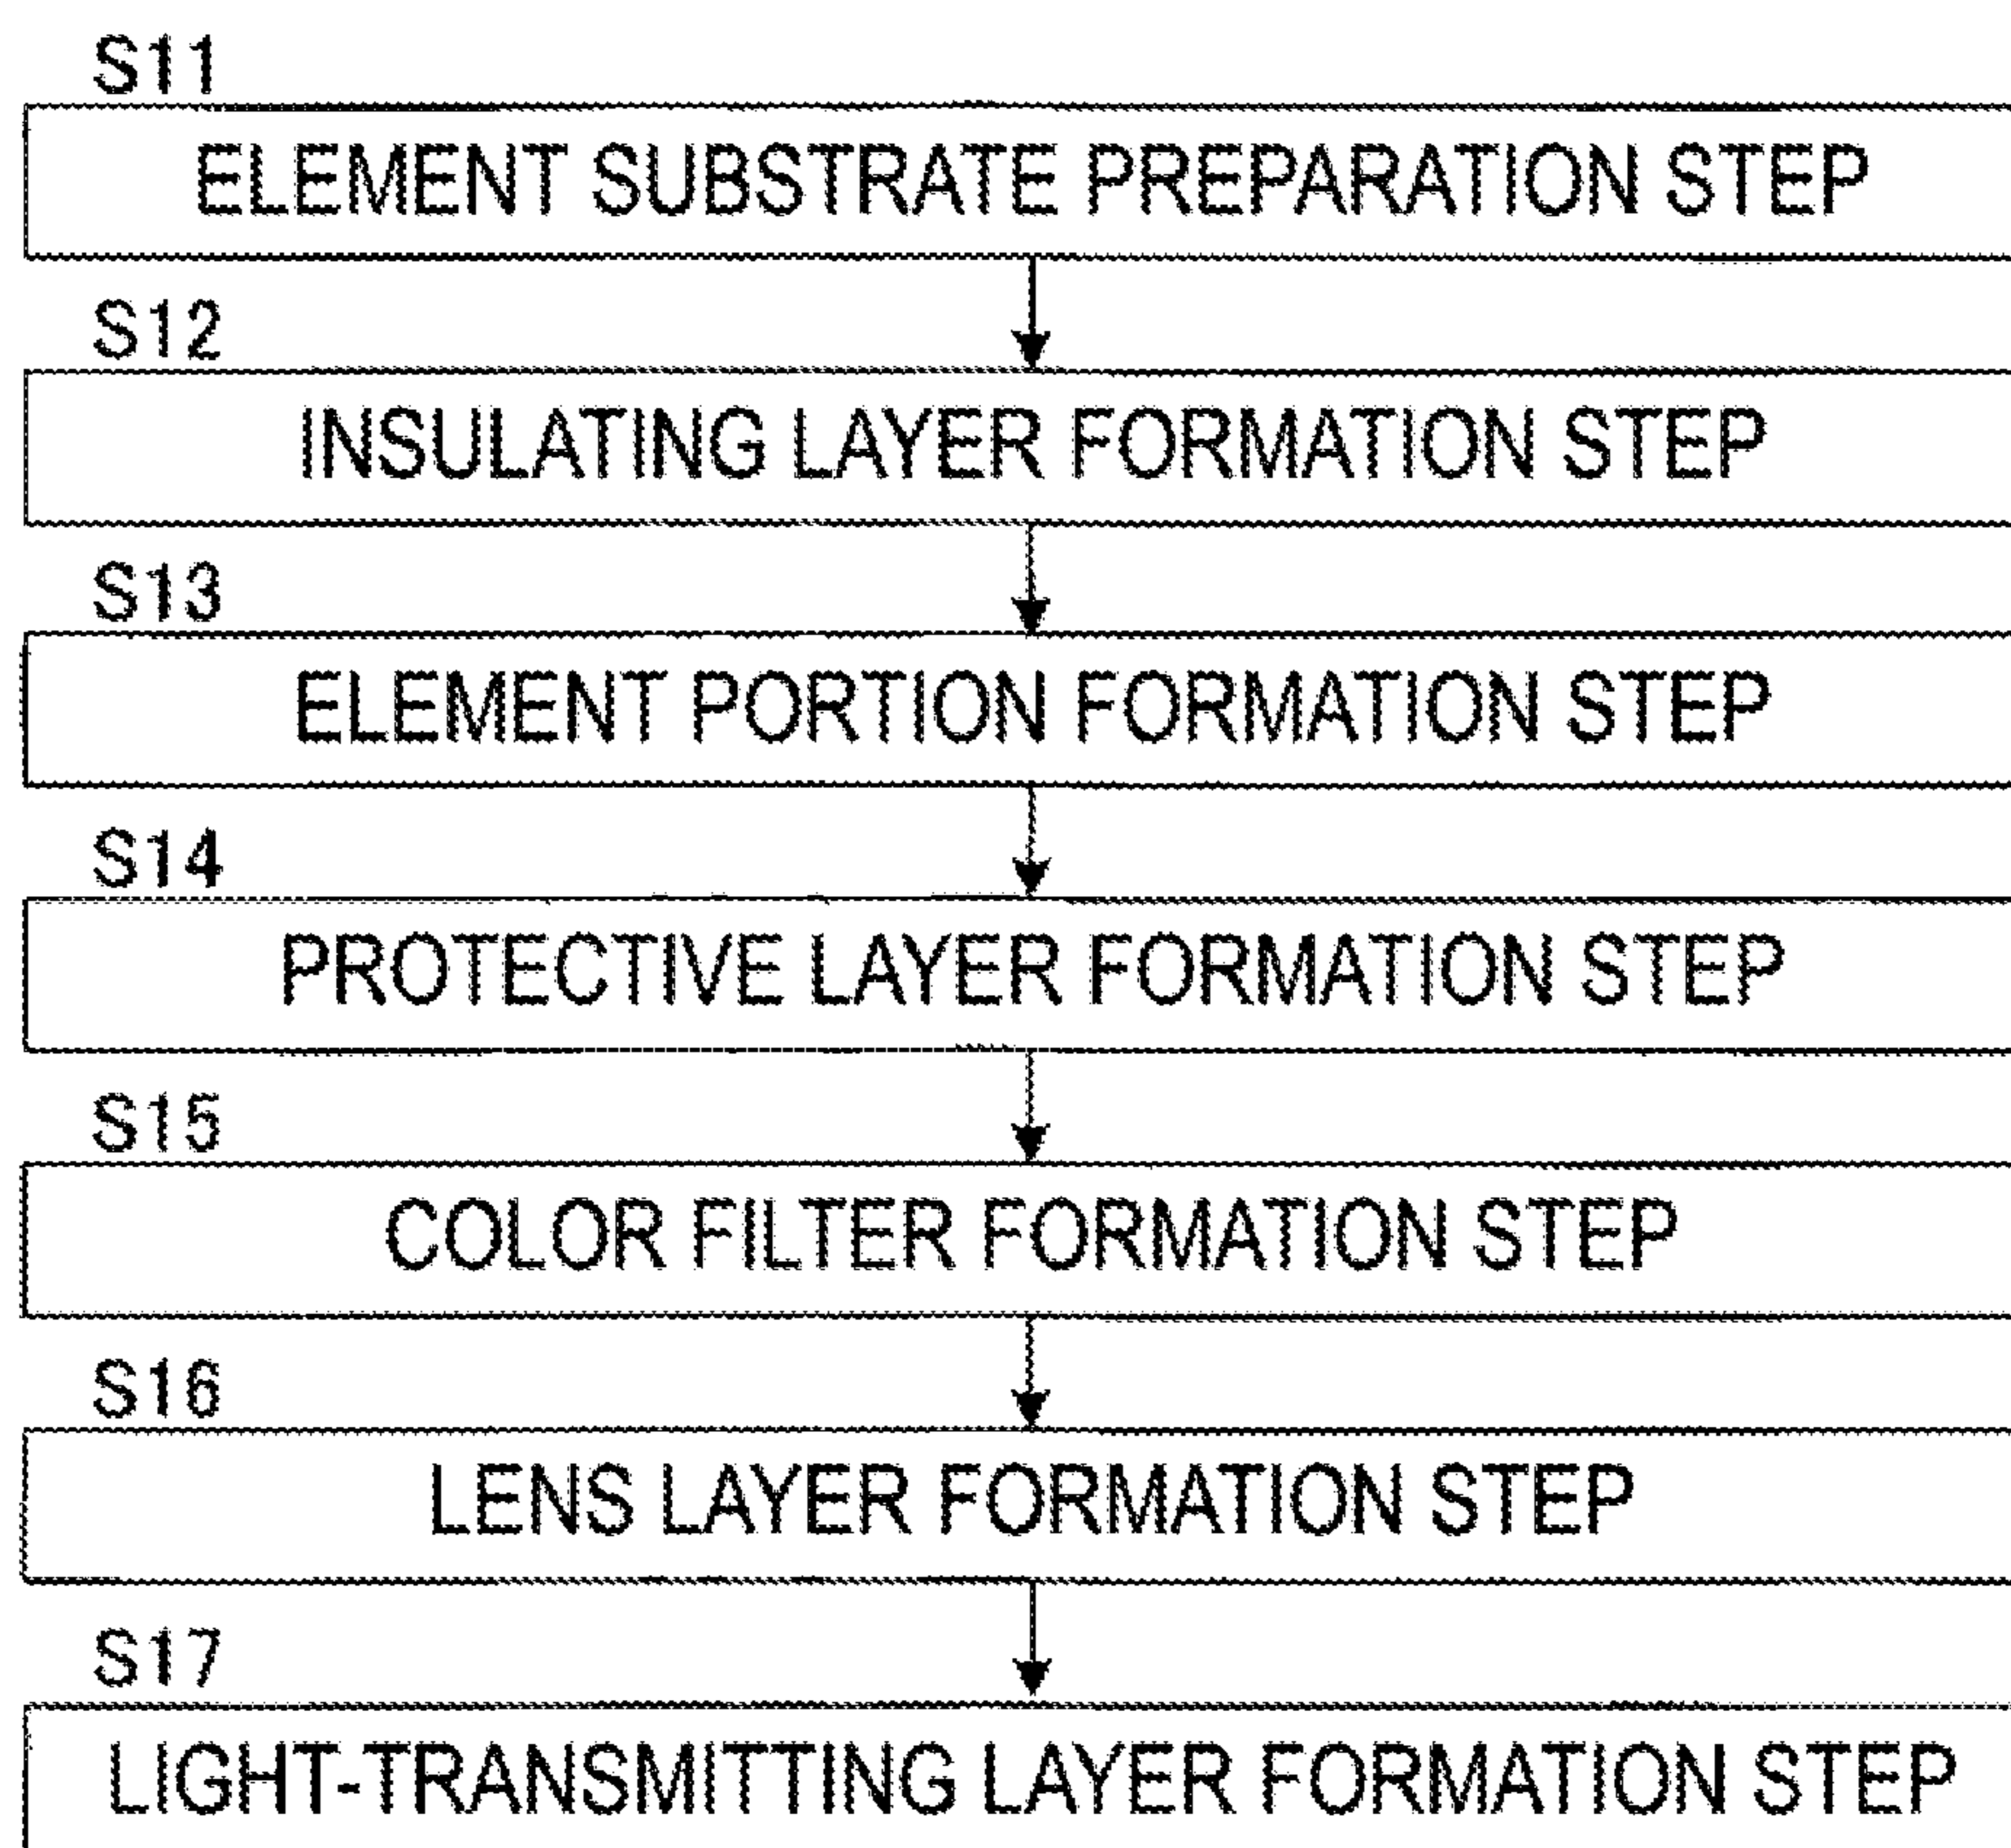 S11
ELEMENT SUBSTRATE PREPARATION STEP
S12
INSULATING LAYER FORMATION STEP
S13
ELEMENT PORTION FORMATION STEP
S14
PROTECTIVE LAYER FORMATION STEP
S15
COLOR FILTER FORMATION STEP
S16
LENS LAYER FORMATION STEP
S17
LIGHT-TRANSMITTING LAYER FORMATION STEP